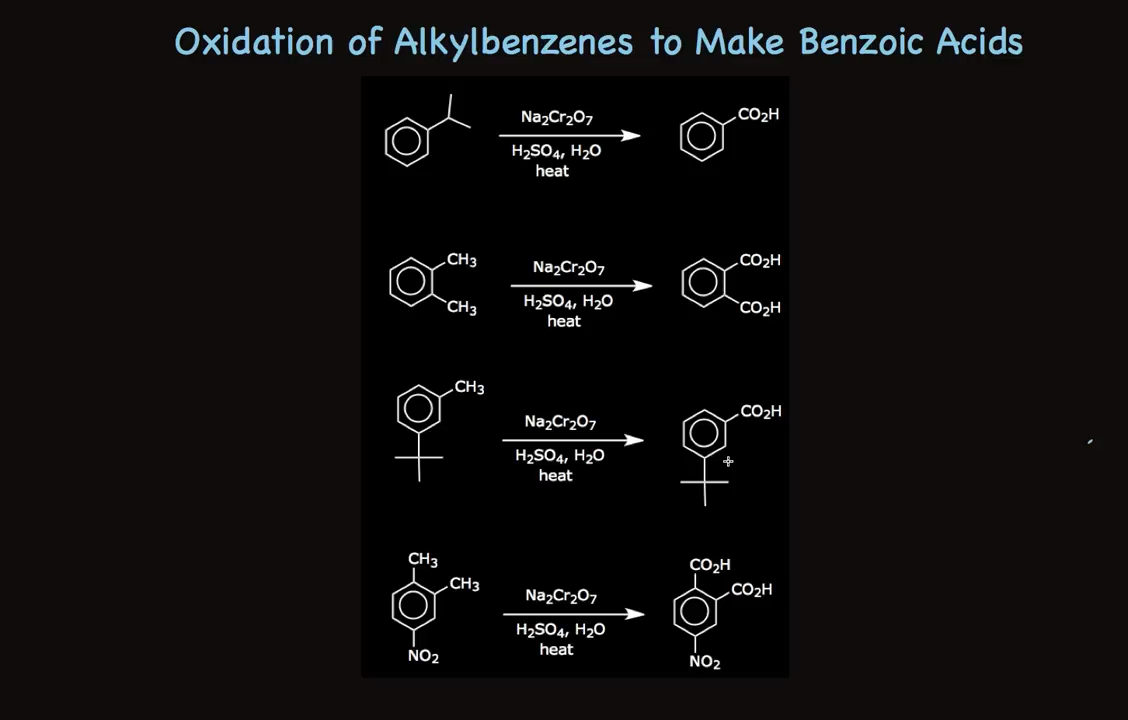 Oxidation of Alkylbenzenes to Make Benzoic Acids
Na₂Cr₂O₇
CO₂H
H₂SO₄, H₂O
heat
CH₃
CH₃
Na₂Cr₂O₇
H₂SO₄, H₂O
heat
CO₂H
CO₂H
CH₃
Na₂Cr₂O₇
H₂SO₄, H₂O
heat
CO₂H
CH₃
CH₃
NO₂
Na₂Cr₂O₇
H₂SO₄, H₂O
heat
CO₂H
CO₂H
NO₂